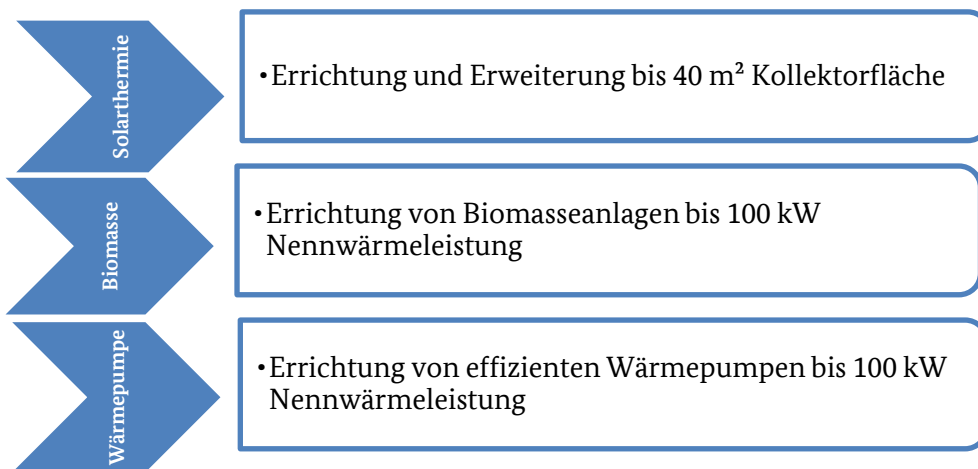 Solarthermie
• Errichtung und Erweiterung bis 40 m² Kollektorfläche
Biomasse
• Errichtung von Biomasseanlagen bis 100 kW
Nennwärmeleistung
Wärmepumpe
• Errichtung von effizienten Wärmepumpen bis 100 kW
Nennwärmeleistung